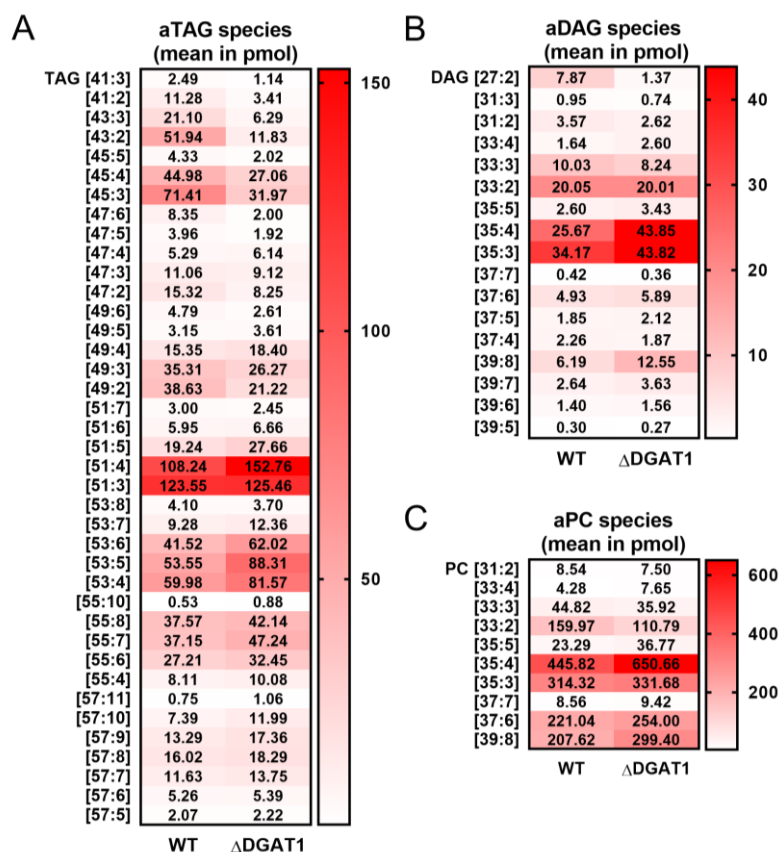 A
aTAG species
(mean in pmol)
TAG [41:3] 2.49 1.14
[41:2] 11.28 3.41
[43:3] 21.10 6.29
[43:2] 51.94 11.83
[45:5] 4.33 2.02
[45:4] 44.98 27.06
[45:3] 71.41 31.97
[47:6] 8.35 2.00
[47:5] 3.96 1.92
[47:4] 5.29 6.14
[47:3] 11.06 9.12
[47:2] 15.32 8.25
[49:6] 4.79 2.61
[49:5] 3.15 3.61
[49:4] 15.35 18.40
[49:3] 35.31 26.27
[49:2] 38.63 21.22
[51:7] 3.00 2.45
[51:6] 5.95 6.66
[51:5] 19.24 27.66
[51:4] 108.24 152.76
[51:3] 123.55 125.46
[53:8] 4.10 3.70
[53:7] 9.28 12.36
[53:6] 41.52 62.02
[53:5] 53.55 88.31
[53:4] 59.98 81.57
[55:10] 0.53 0.88
[55:8] 37.57 42.14
[55:7] 37.15 47.24
[55:6] 27.21 32.45
[55:4] 8.11 10.08
[57:11] 0.75 1.06
[57:10] 7.39 11.99
[57:9] 13.29 17.36
[57:8] 16.02 18.29
[57:7] 11.63 13.75
[57:6] 5.26 5.39
[57:5] 2.07 2.22
WT ΔDGAT1
150
100
50
B
aDAG species
(mean in pmol)
DAG [27:2] 7.87 1.37
[31:3] 0.95 0.74
[31:2] 3.57 2.62
[33:4] 1.64 2.60
[33:3] 10.03 8.24
[33:2] 20.05 20.01
[35:5] 2.60 3.43
[35:4] 25.67 43.85
[35:3] 34.17 43.82
[37:7] 0.42 0.36
[37:6] 4.93 5.89
[37:5] 1.85 2.12
[37:4] 2.26 1.87
[39:8] 6.19 12.55
[39:7] 2.64 3.63
[39:6] 1.40 1.56
[39:5] 0.30 0.27
WT ΔDGAT1
40
30
20
10
C
aPC species
(mean in pmol)
PC [31:2] 8.54 7.50
[33:4] 4.28 7.65
[33:3] 44.82 35.92
[33:2] 159.97 110.79
[35:5] 23.29 36.77
[35:4] 445.82 650.66
[35:3] 314.32 331.68
[37:7] 8.56 9.42
[37:6] 221.04 254.00
[39:8] 207.62 299.40
WT ΔDGAT1
600
400
200